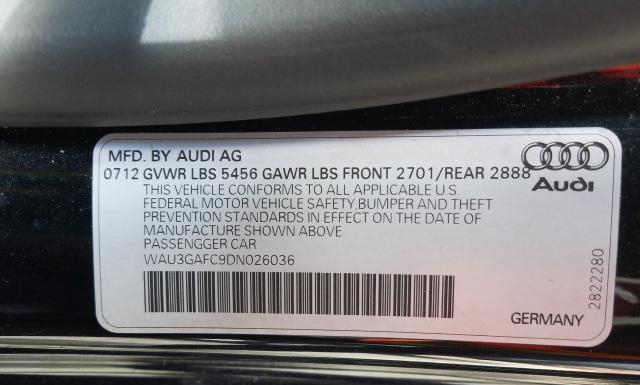 MFD. BY AUDI AG
0712 GVWR LBS 5456 GAWR LBS FRONT 2701/REAR 2888
Audi
THIS VEHICLE CONFORMS TO ALL APPLICABLE U.S.
FEDERAL MOTOR VEHICLE SAFETY,BUMPER AND THEFT
PREVENTION STANDARDS IN EFFECT ON THE DATE OF
MANUFACTURE SHOWN ABOVE
PASSENGGER CAR
WAU3GAFC9DN026036
2822280
GERMANY